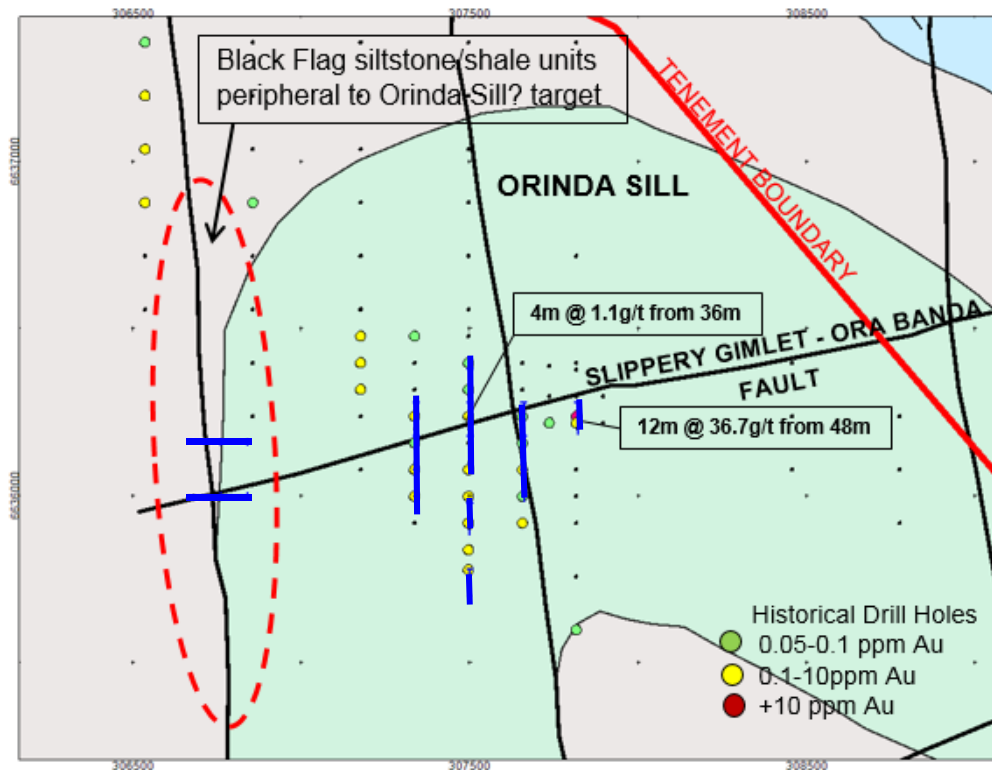 306500
307500
308500
Black Flag siltstone/shale units
peripheral to Orinda Sill? target
TENEMENT BOUNDARY
6637000
ORINDA SILL
4m @ 1.1g/t from 36m
SLIPPERY GIMLET - ORA BANDA
FAULT
12m @ 36.7g/t from 48m
6636000
Historical Drill Holes
0.05-0.1 ppm Au
0.1-10ppm Au
+10 ppm Au
306500
307500
308500